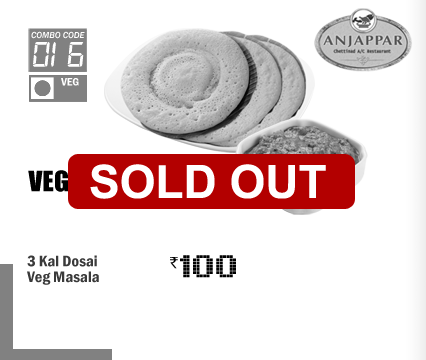 COMBO CODE
016
VEG
ANJAPPAR
Chettinad A/C Restaurant
VEG
SOLD OUT
3 Kal Dosai
Veg Masala
₹100